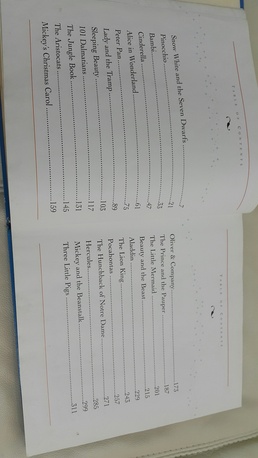 TABLE OF CONTENTS
Snow White and the Seven Dwarfs ..... 7
Pinocchio ..... 21
Bambi ..... 33
Cinderella ..... 47
Alice in Wonderland ..... 61
Peter Pan ..... 75
Lady and the Tramp ..... 89
Sleeping Beauty ..... 103
101 Dalmatians ..... 117
The Jungle Book ..... 131
The Aristocats ..... 145
Mickey's Christmas Carol ..... 159
TABLE OF CONTENTS
Oliver & Company ..... 173
The Prince and the Pauper ..... 187
The Little Mermaid ..... 201
Beauty and the Beast ..... 215
Aladdin ..... 229
The Lion King ..... 243
Pocahontas ..... 257
The Hunchback of Notre Dame ..... 271
Hercules ..... 285
Mickey and the Beanstalk ..... 299
Three Little Pigs ..... 311